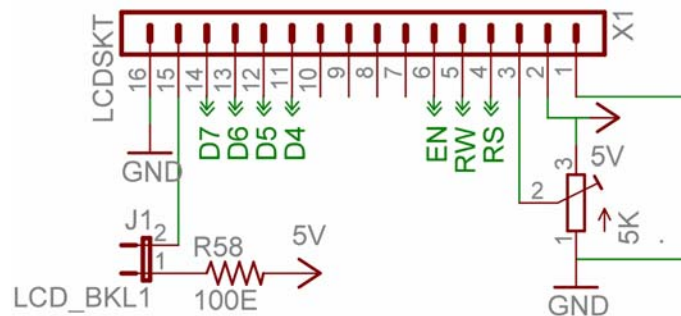 LCDSKT
X1
16
15
14
13
12
11
10
9
8
7
6
5
4
3
2
1
D7
D6
D5
D4
EN
RW
RS
GND
5V
3
2
1
5K
GND
J1
2
1
LCD_BKL1
R58
100E
5V